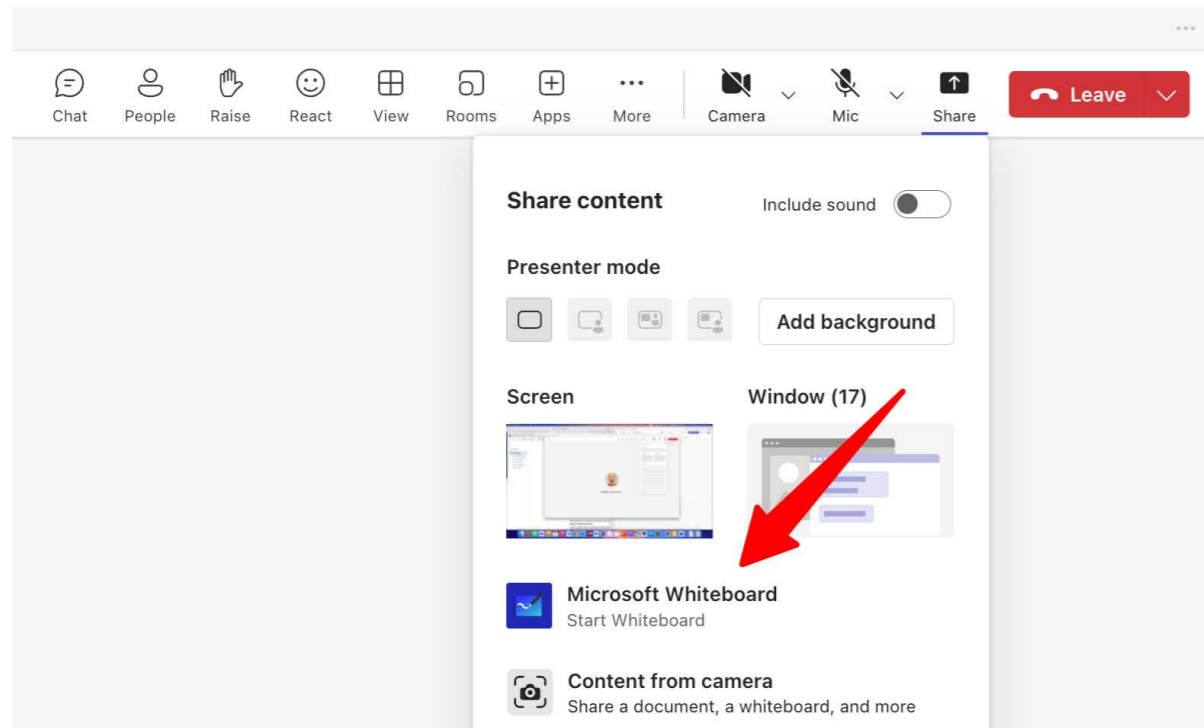 Chat People Raise React View Rooms Apps More Camera Mic Share Leave
Share content Include sound
Presenter mode
Add background
Screen Window (17)
Microsoft Whiteboard
Start Whiteboard
Content from camera
Share a document, a whiteboard, and more